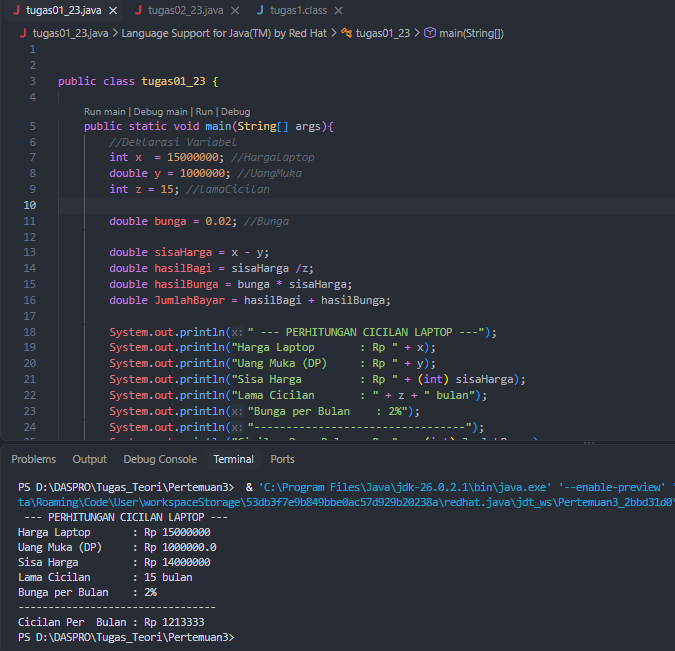 tugas01_23.java
tugas02_23.java
tugas1.class
tugas01_23.java > Language Support for Java(TM) by Red Hat > tugas01_23 > main(String[])
1
2
3 public class tugas01_23 {
4
Run main | Debug main | Run | Debug
5 public static void main(String[] args){
6 //Deklarasi Variabel
7 int x  = 15000000; //HargaLaptop
8 double y = 1000000; //UangMuka
9 int z = 15; //lamaCicilan
10
11 double bunga = 0.02; //Bunga
12
13 double sisaHarga = x - y;
14 double hasilBagi = sisaHarga /z;
15 double hasilBunga = bunga * sisaHarga;
16 double JumlahBayar = hasilBagi + hasilBunga;
17
18 System.out.println(x: " --- PERHITUNGAN CICILAN LAPTOP ---");
19 System.out.println("Harga Laptop       : Rp " + x);
20 System.out.println("Uang Muka (DP)     : Rp " + y);
21 System.out.println("Sisa Harga         : Rp " + (int) sisaHarga);
22 System.out.println("Lama Cicilan       : " + z + " bulan");
23 System.out.println(x: "Bunga per Bulan    : 2%");
24 System.out.println(x: "---------------------------------");
Problems Output Debug Console Terminal Ports
PS D:\DASPRO\Tugas_Teori\Pertemuan3>  & 'C:\Program Files\Java\jdk-26.0.2.1\bin\java.exe' '--enable-preview'
ta\Roaming\Code\User\workspaceStorage\53db3f7e9b849bbe0ac57d929b20238a\redhat.java\jdt_ws\Pertemuan3_2bbd31d0\
 --- PERHITUNGAN CICILAN LAPTOP ---
Harga Laptop       : Rp 15000000
Uang Muka (DP)     : Rp 1000000.0
Sisa Harga         : Rp 14000000
Lama Cicilan       : 15 bulan
Bunga per Bulan    : 2%
---------------------------------
Cicilan Per  Bulan : Rp 1213333
PS D:\DASPRO\Tugas_Teori\Pertemuan3>